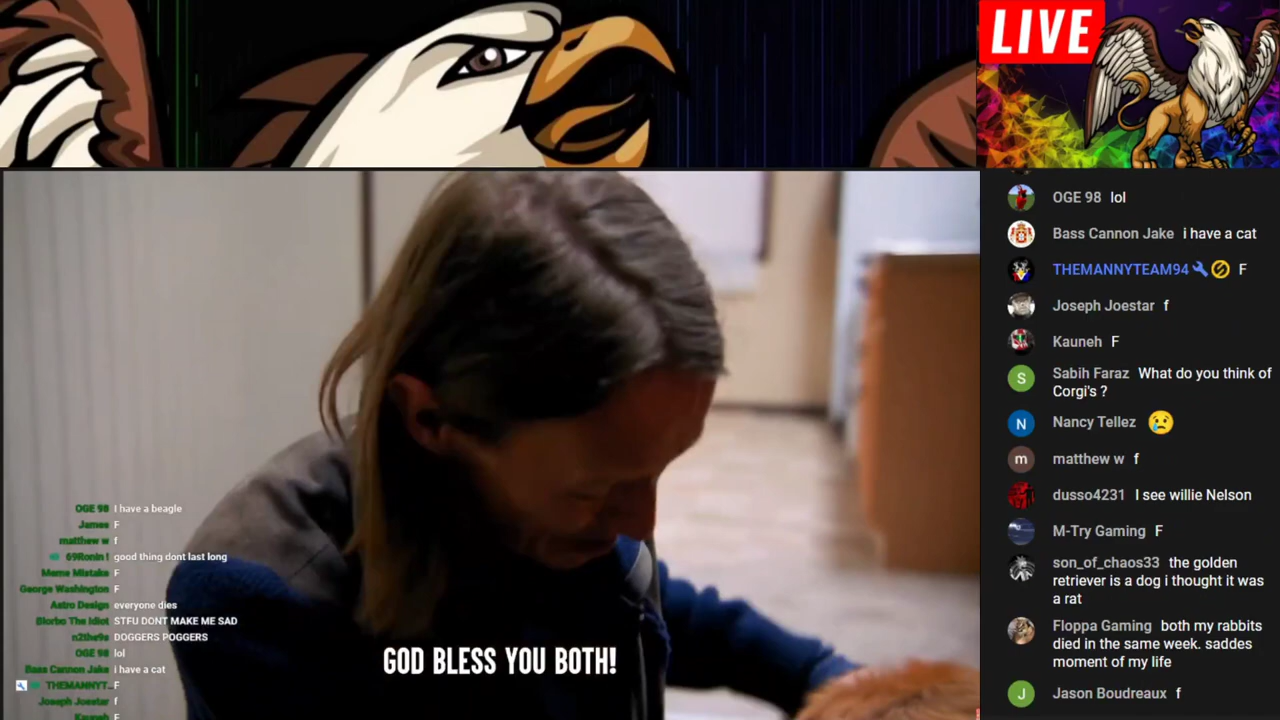 LIVE
OGE 98 lol
Bass Cannon Jake i have a cat
THEMANNYTEAM94 F
Joseph Joestar f
Kauneh F
S
Sabih Faraz What do you think of
Corgi's ?
N
Nancy Tellez
m
matthew w f
dusso4231 I see willie Nelson
M-Try Gaming F
son_of_chaos33 the golden
retriever is a dog i thought it was
a rat
Floppa Gaming both my rabbits
died in the same week. saddes
moment of my life
J
Jason Boudreaux f
OGE 98 I have a beagle
James F
matthew w f
69Ronin ! good thing dont last long
Meme Mistake F
George Washington F
Astro Design everyone dies
Blorbo The Idiot STFU DONT MAKE ME SAD
n2the9s DOGGERS POGGERS
OGE 98 lol
Bass Cannon Jake i have a cat
THEMANNYT... F
Joseph Joestar f
Kauneh F
GOD BLESS YOU BOTH!